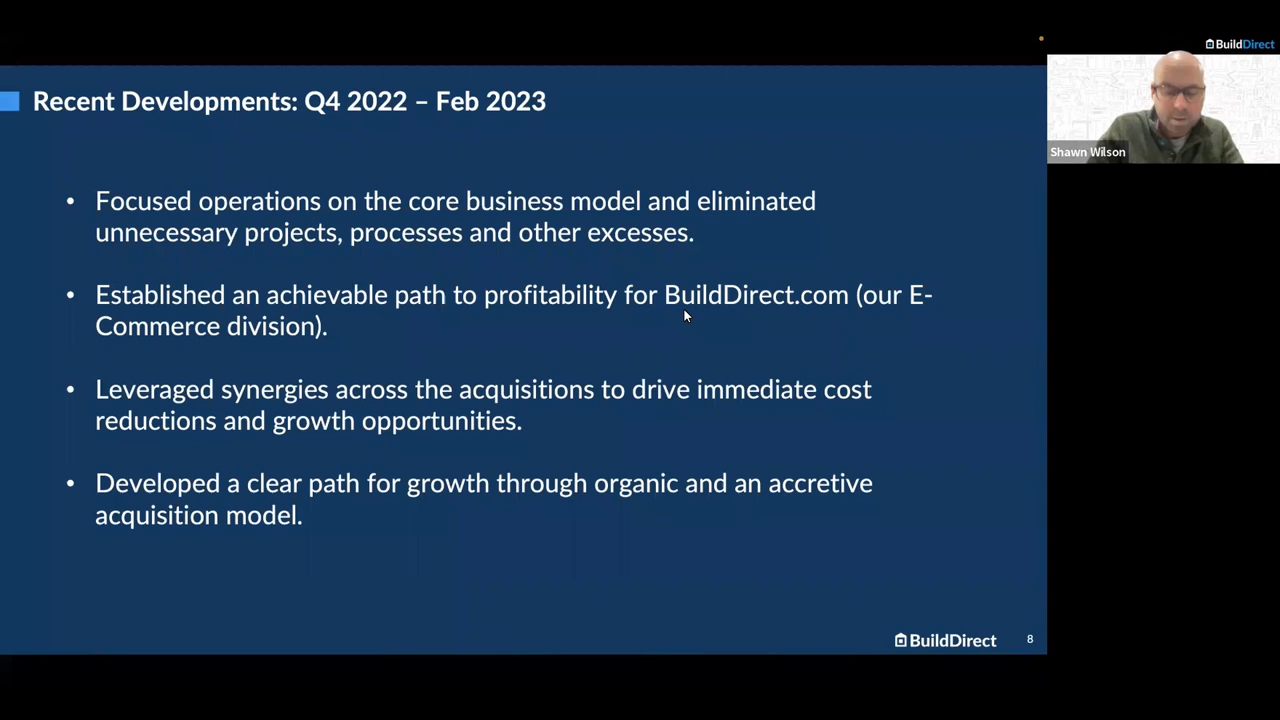 BuildDirect
Recent Developments: Q4 2022 – Feb 2023
Shawn Wilson
• Focused operations on the core business model and eliminated
unnecessary projects, processes and other excesses.
• Established an achievable path to profitability for BuildDirect.com (our E-
Commerce division).
• Leveraged synergies across the acquisitions to drive immediate cost
reductions and growth opportunities.
• Developed a clear path for growth through organic and an accretive
acquisition model.
BuildDirect
8